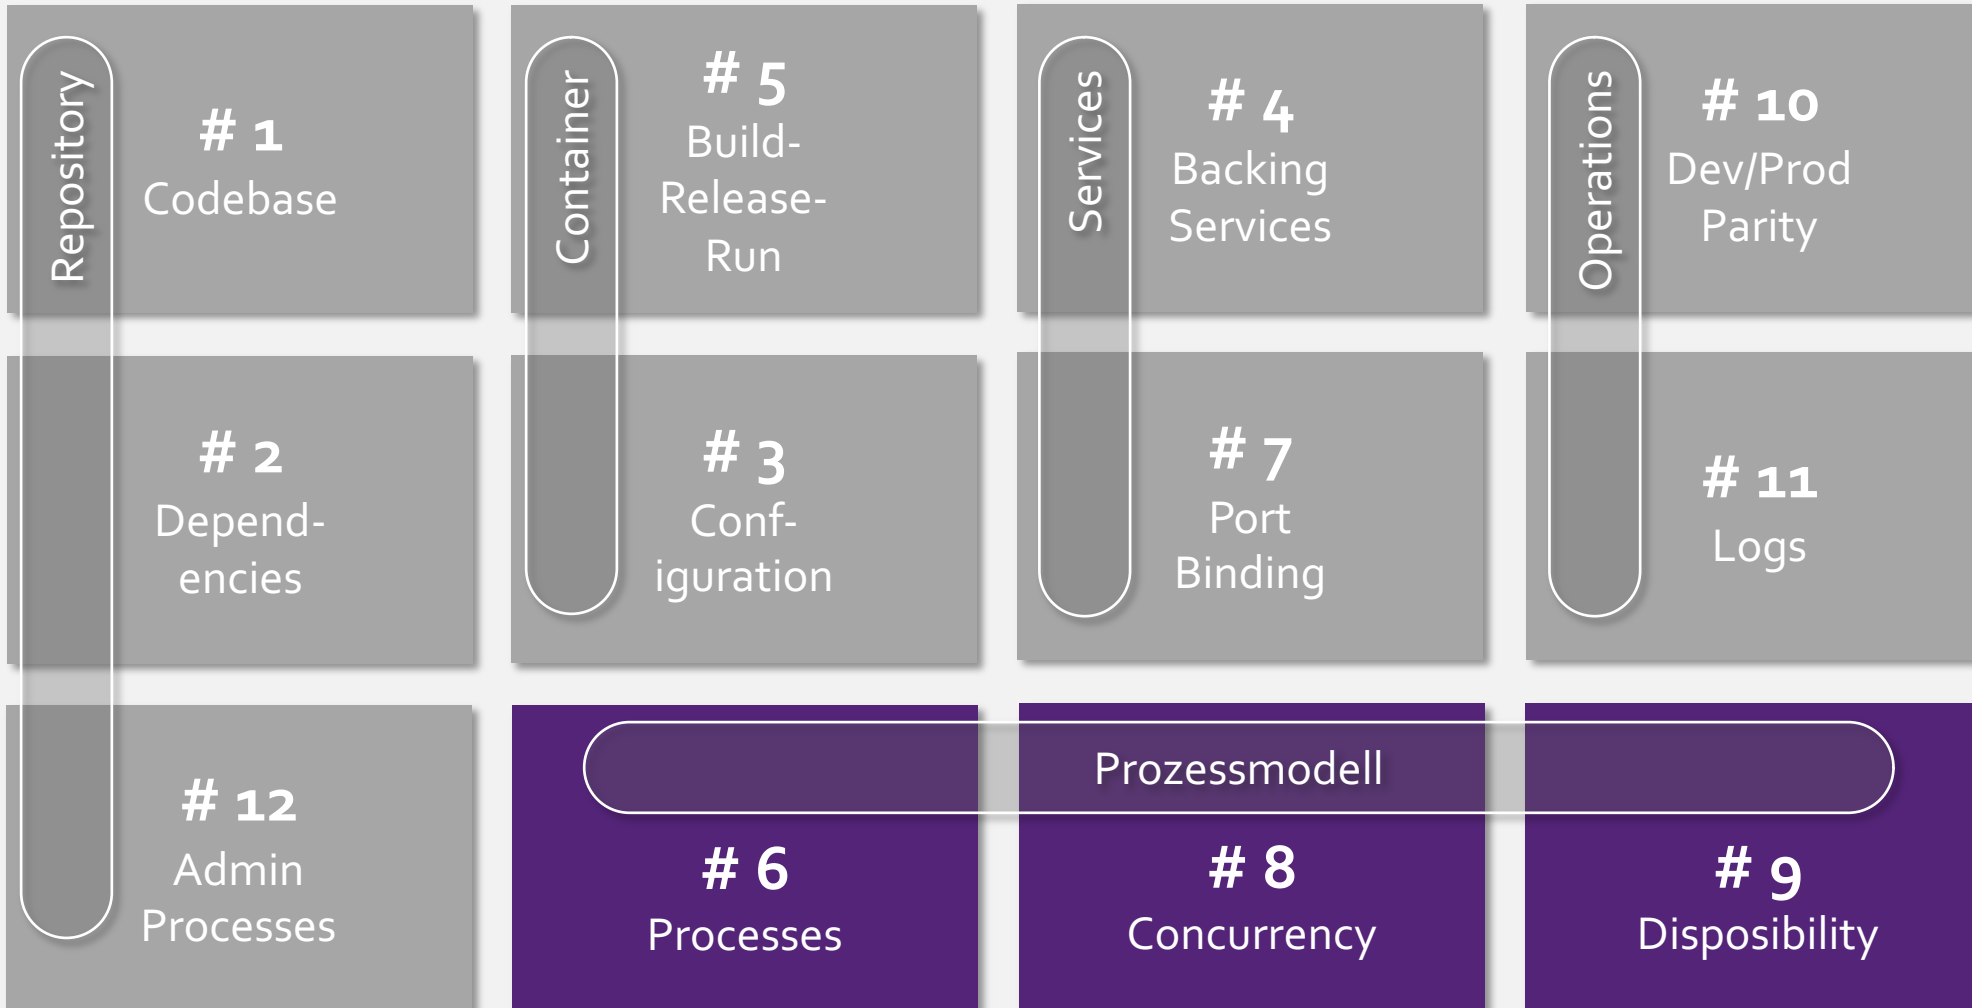 Repository
# 1
Codebase
# 2
Depend-
encies
# 12
Admin
Processes
Container
# 5
Build-
Release-
Run
# 3
Conf-
iguration
Services
# 4
Backing
Services
# 7
Port
Binding
Operations
# 10
Dev/Prod
Parity
# 11
Logs
Prozessmodell
# 6
Processes
# 8
Concurrency
# 9
Disposibility